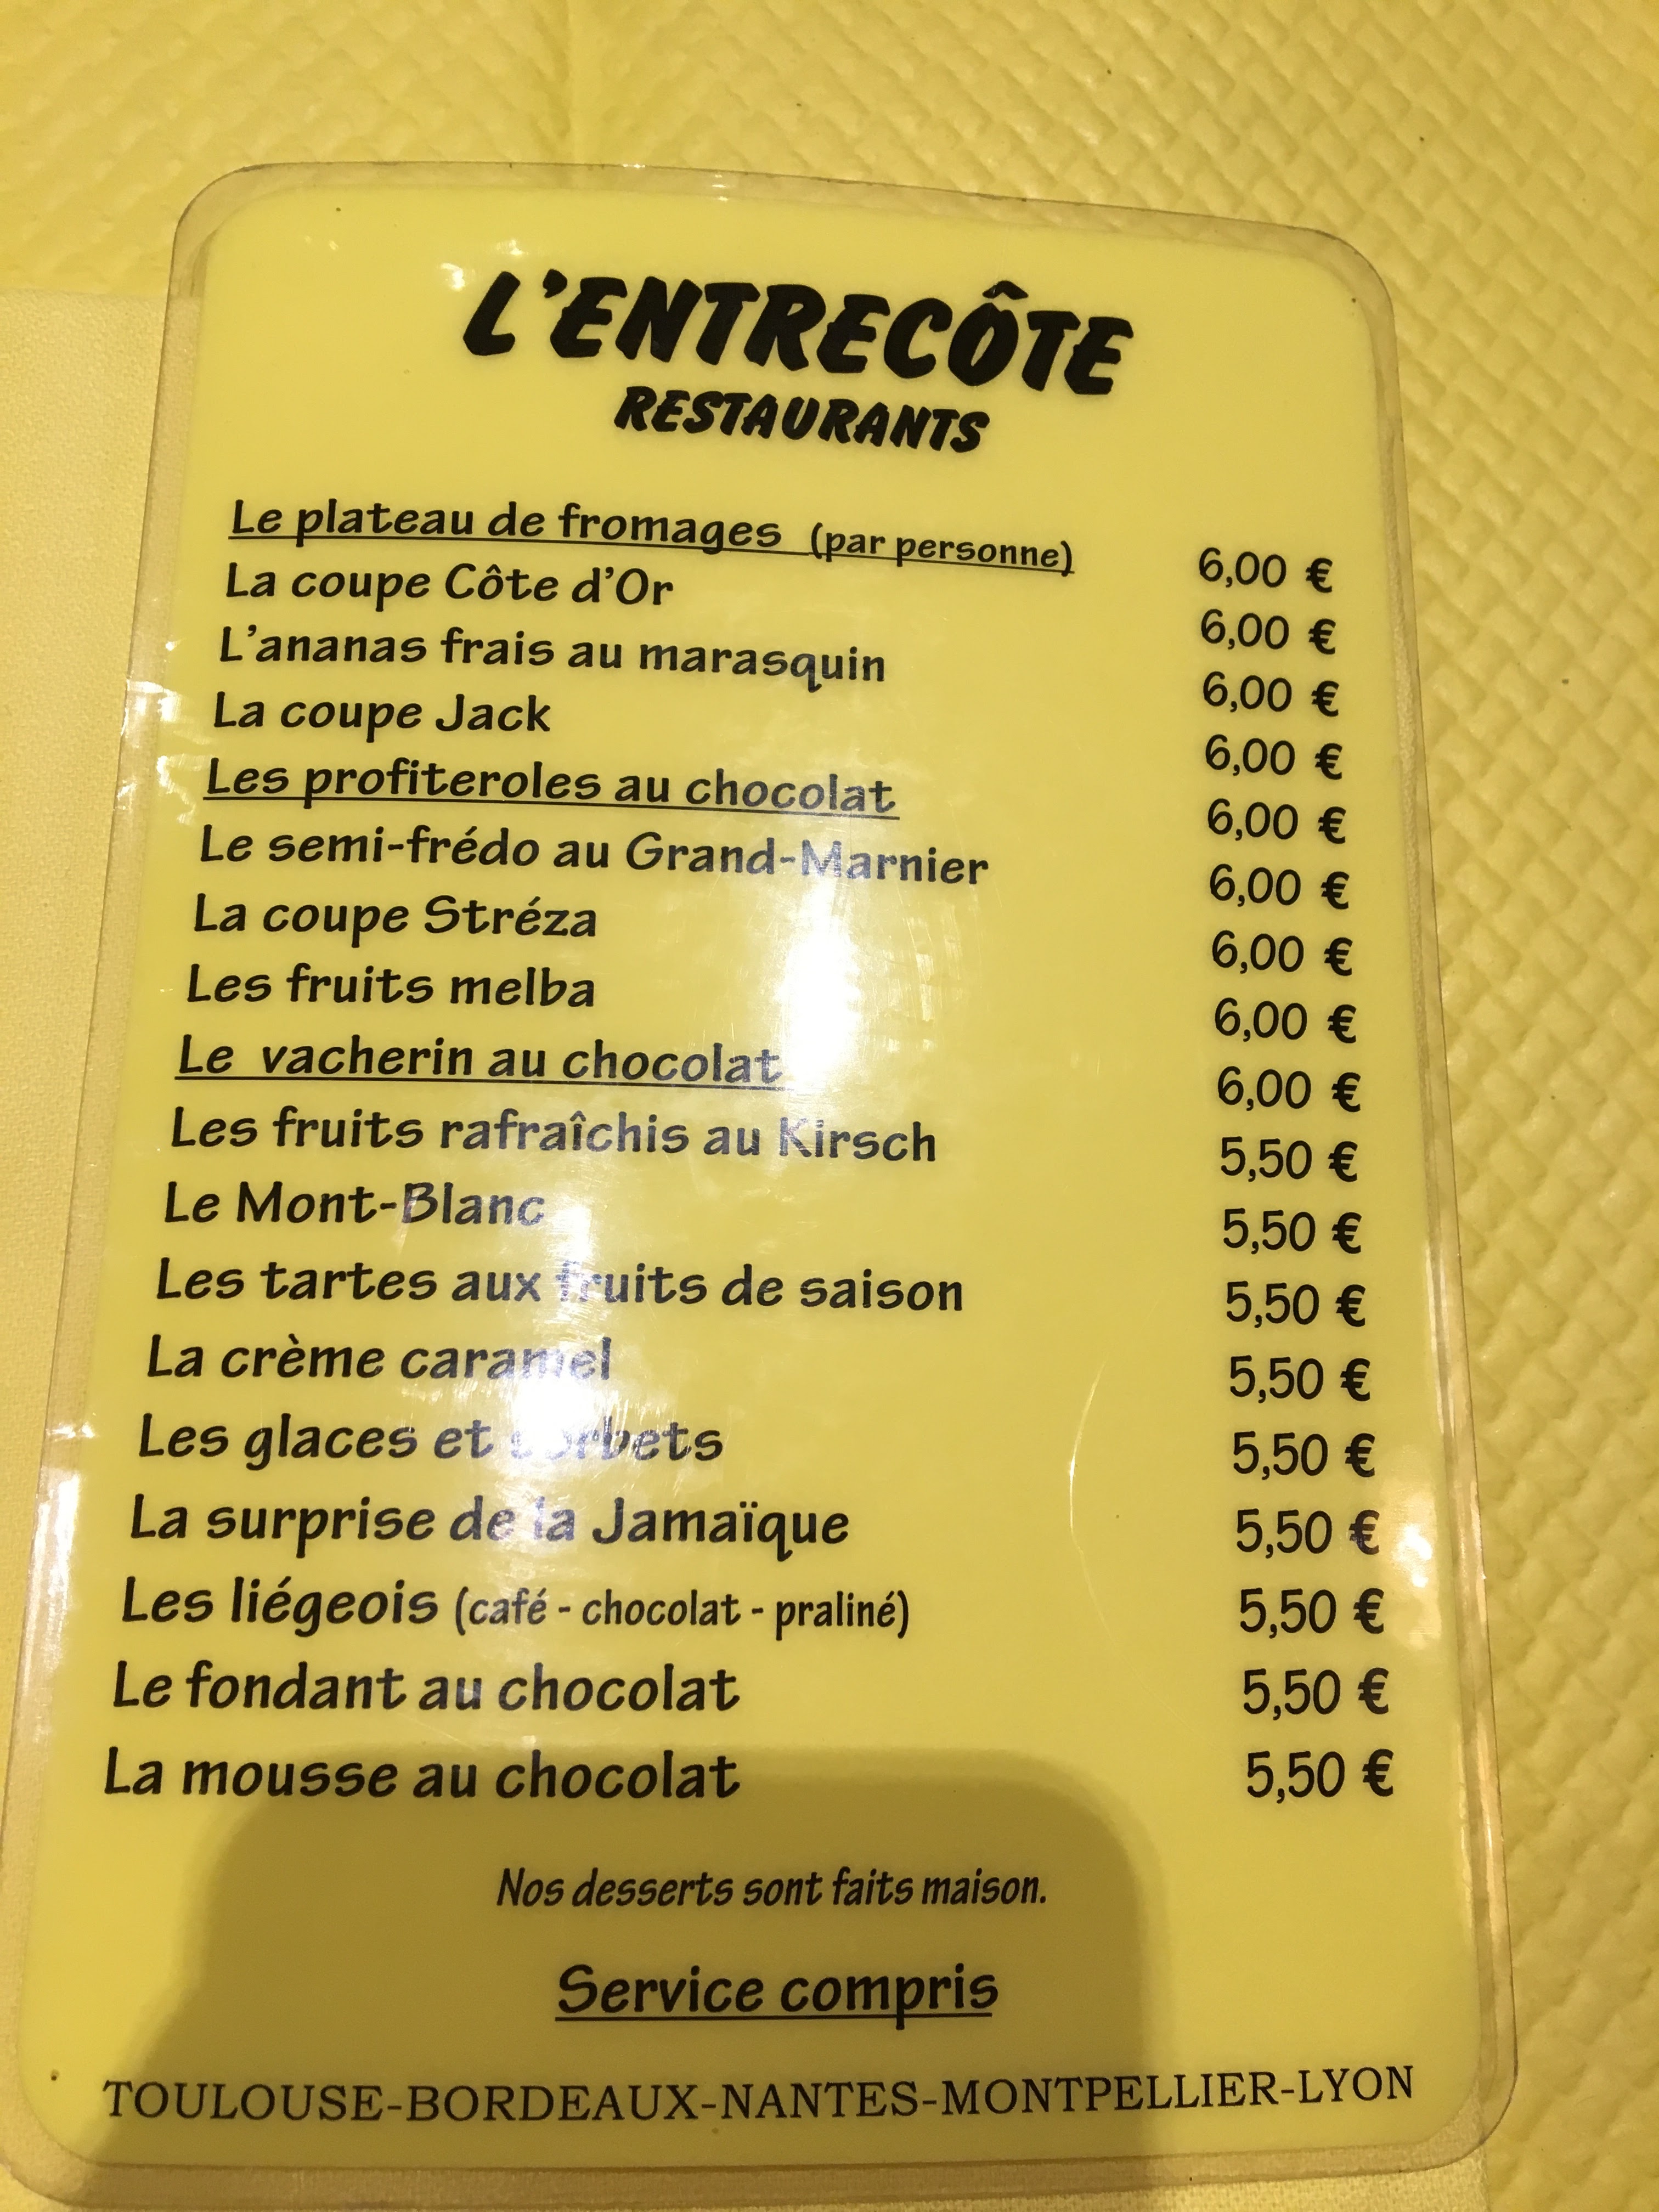 L'ENTRECÔTE
RESTAURANTS
Le plateau de fromages (par personne) 6,00 €
La coupe Côte d'Or 6,00 €
L'ananas frais au marasquin 6,00 €
La coupe Jack 6,00 €
Les profiteroles au chocolat 6,00 €
Le semi-frédo au Grand-Marnier 6,00 €
La coupe Stréza 6,00 €
Les fruits melba 6,00 €
Le vacherin au chocolat 6,00 €
Les fruits rafraîchis au Kirsch 5,50 €
Le Mont-Blanc 5,50 €
Les tartes aux fruits de saison 5,50 €
La crème caramel 5,50 €
Les glaces et sorbets 5,50 €
La surprise de la Jamaïque 5,50 €
Les liégeois (café - chocolat - praliné) 5,50 €
Le fondant au chocolat 5,50 €
La mousse au chocolat 5,50 €
Nos desserts sont faits maison.
Service compris
TOULOUSE-BORDEAUX-NANTES-MONTPELLIER-LYON